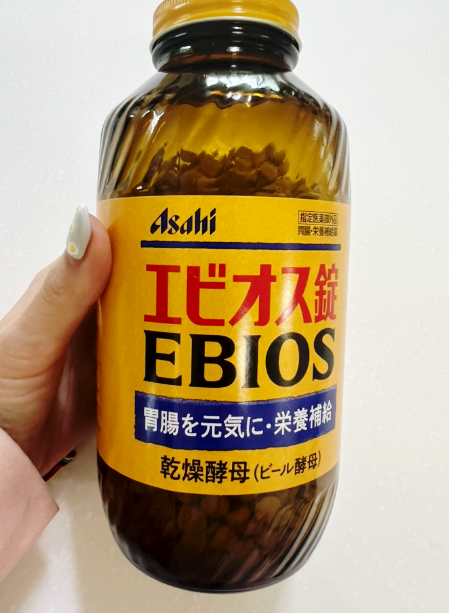 Asahi
指定医薬部外品
胃腸・栄養補給薬
エビオス錠
EBIOS
胃腸を元気に・栄養補給
乾燥酵母(ビール酵母)